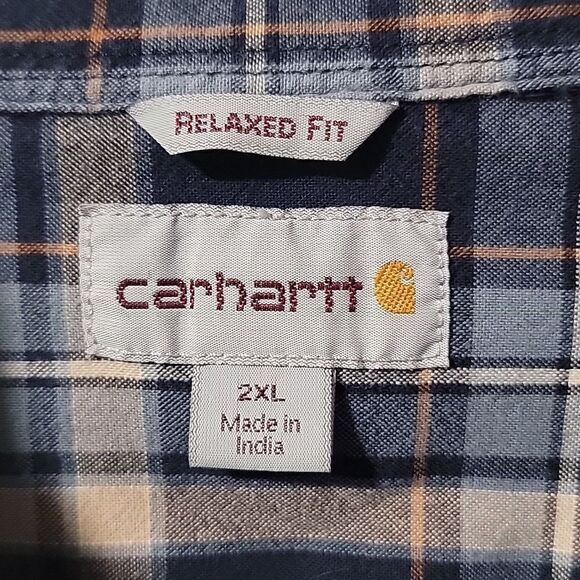 RELAXED FIT
carhartt
2XL
Made in
India